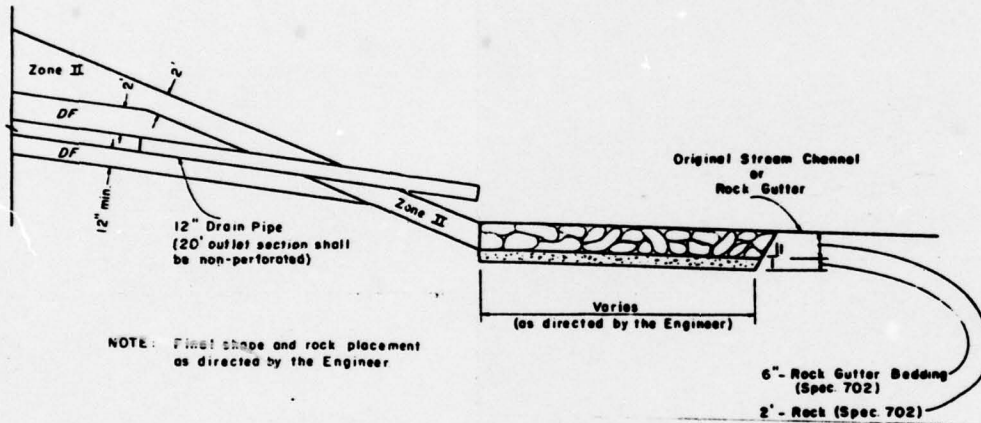 Zone II
2'
2'
DF
DF
12" min.
12" Drain Pipe
(20' outlet section shall
be non-perforated)
Zone II
Original Stream Channel
or
Rock Gutter
Varies
(as directed by the Engineer)
NOTE: Final shape and rock placement
as directed by the Engineer
6"- Rock Gutter Bedding
(Spec. 702)
2'- Rock (Spec. 702)